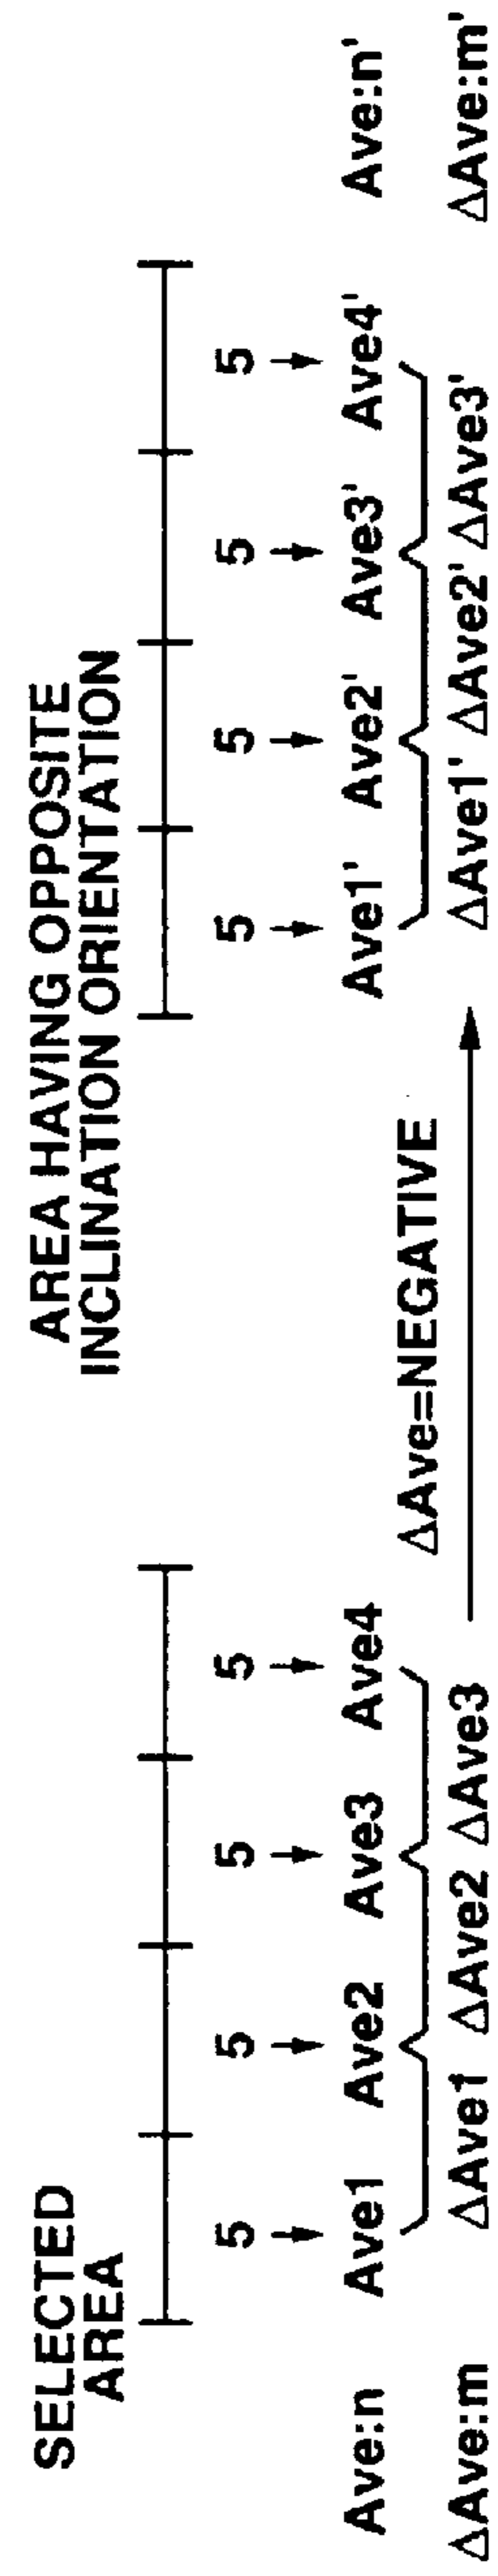 SELECTED
AREA
AREA HAVING OPPOSITE
INCLINATION ORIENTATION
5 5 5 5 5 5 5 5
Ave:n Ave1 Ave2 Ave3 Ave4 Ave1' Ave2' Ave3' Ave4' Ave:n'
ΔAve=NEGATIVE
ΔAve:m ΔAve1 ΔAve2 ΔAve3 ΔAve1' ΔAve2' ΔAve3' ΔAve:m'